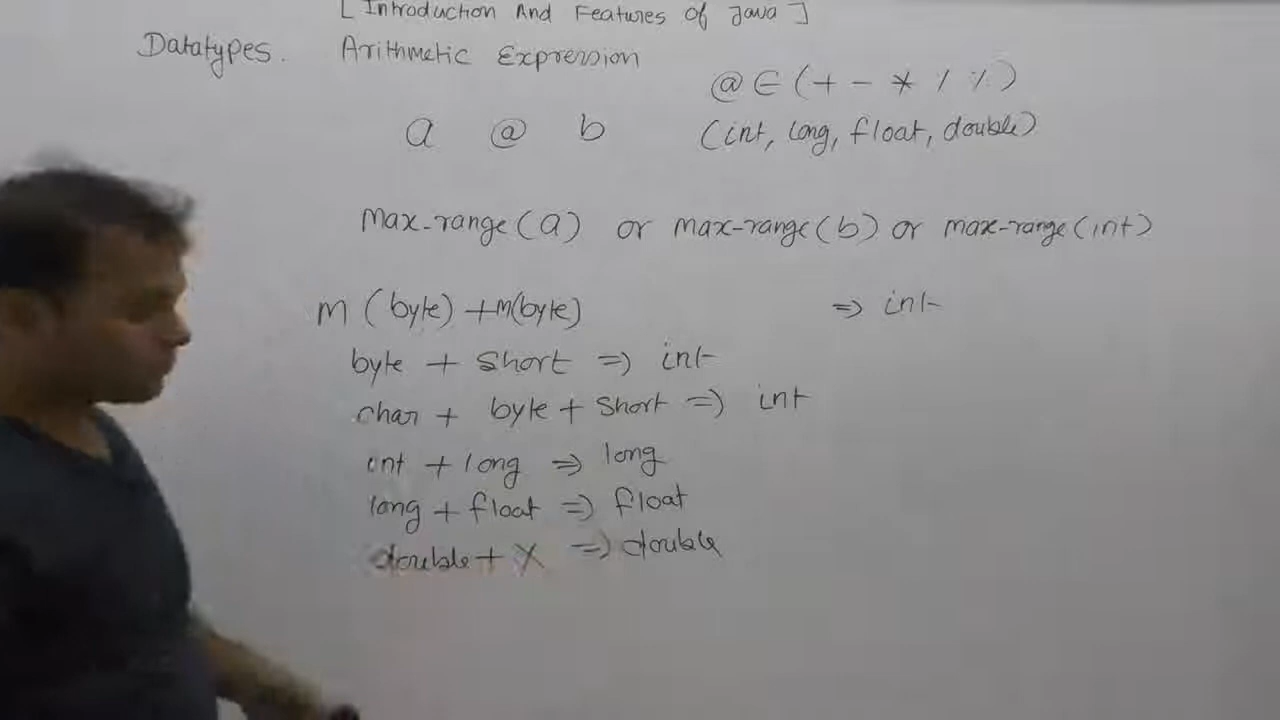 [Introduction And Features Of Java]
Datatypes. Arithmetic Expression
@ ∈ (+ - * / %)
a @ b (int, long, float, double)
max-range(a) or max-range(b) or max-range(int)
m (byte) + m(byte) => int
byte + short => int
char + byte + short => int
int + long => long
long + float => float
double + X => double